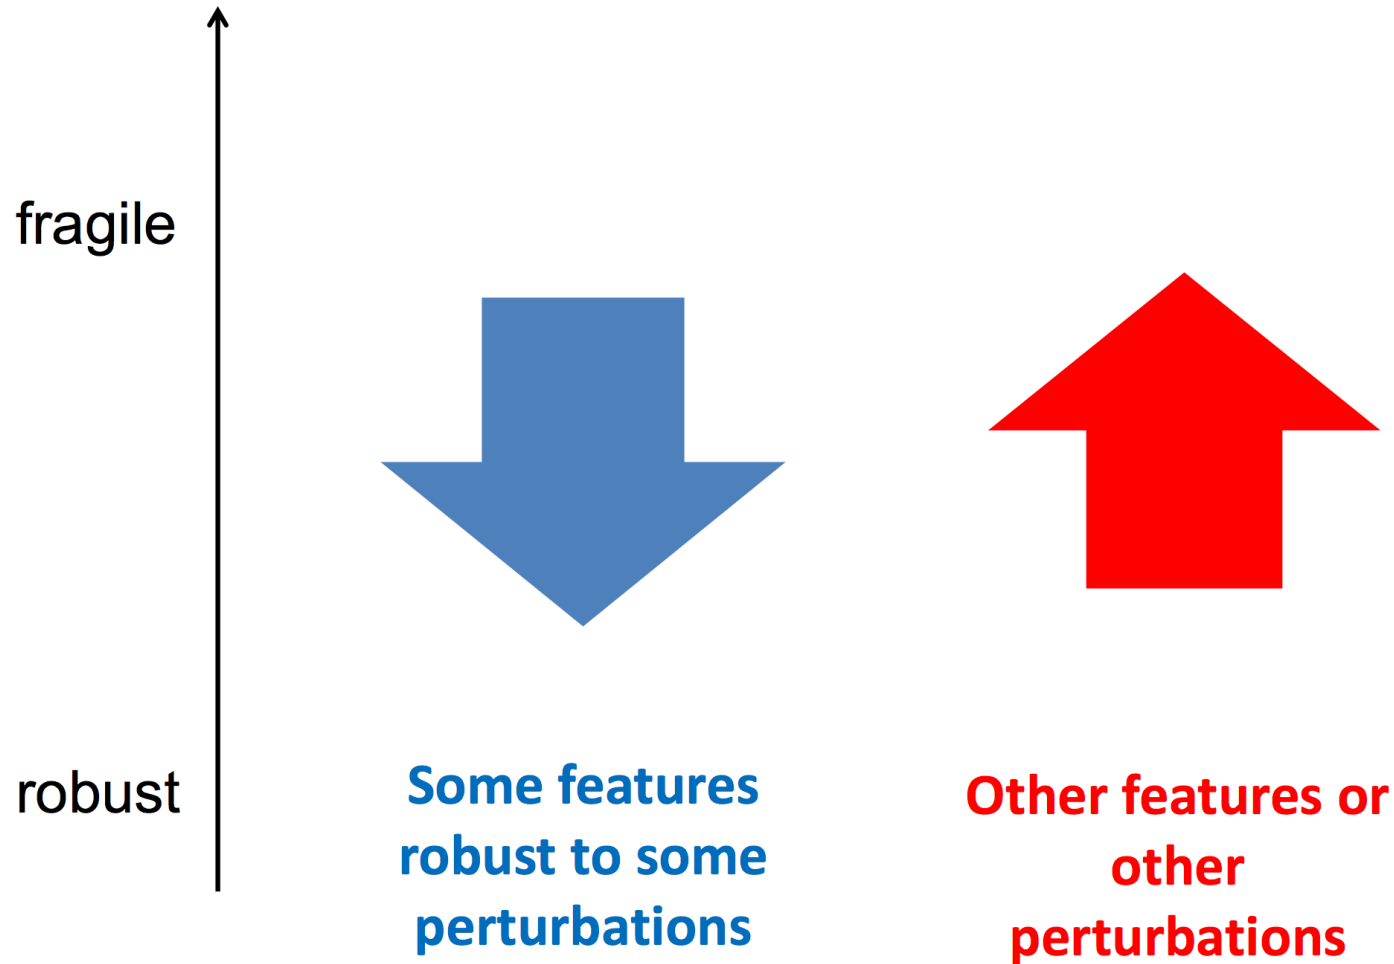 fragile
robust
Some features
robust to some
perturbations
Other features or
other
perturbations